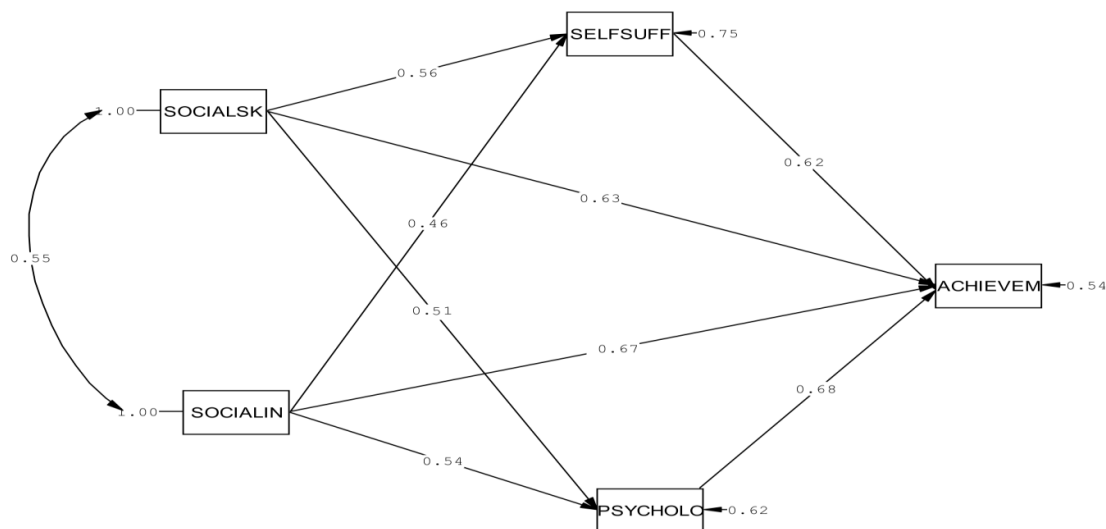 SELFSUFF
0.75
0.56
1.00
SOCIALSK
0.62
0.63
0.46
0.55
ACHIEVEM
0.54
0.51
0.67
0.68
1.00
SOCIALIN
0.54
PSYCHOLO
0.62